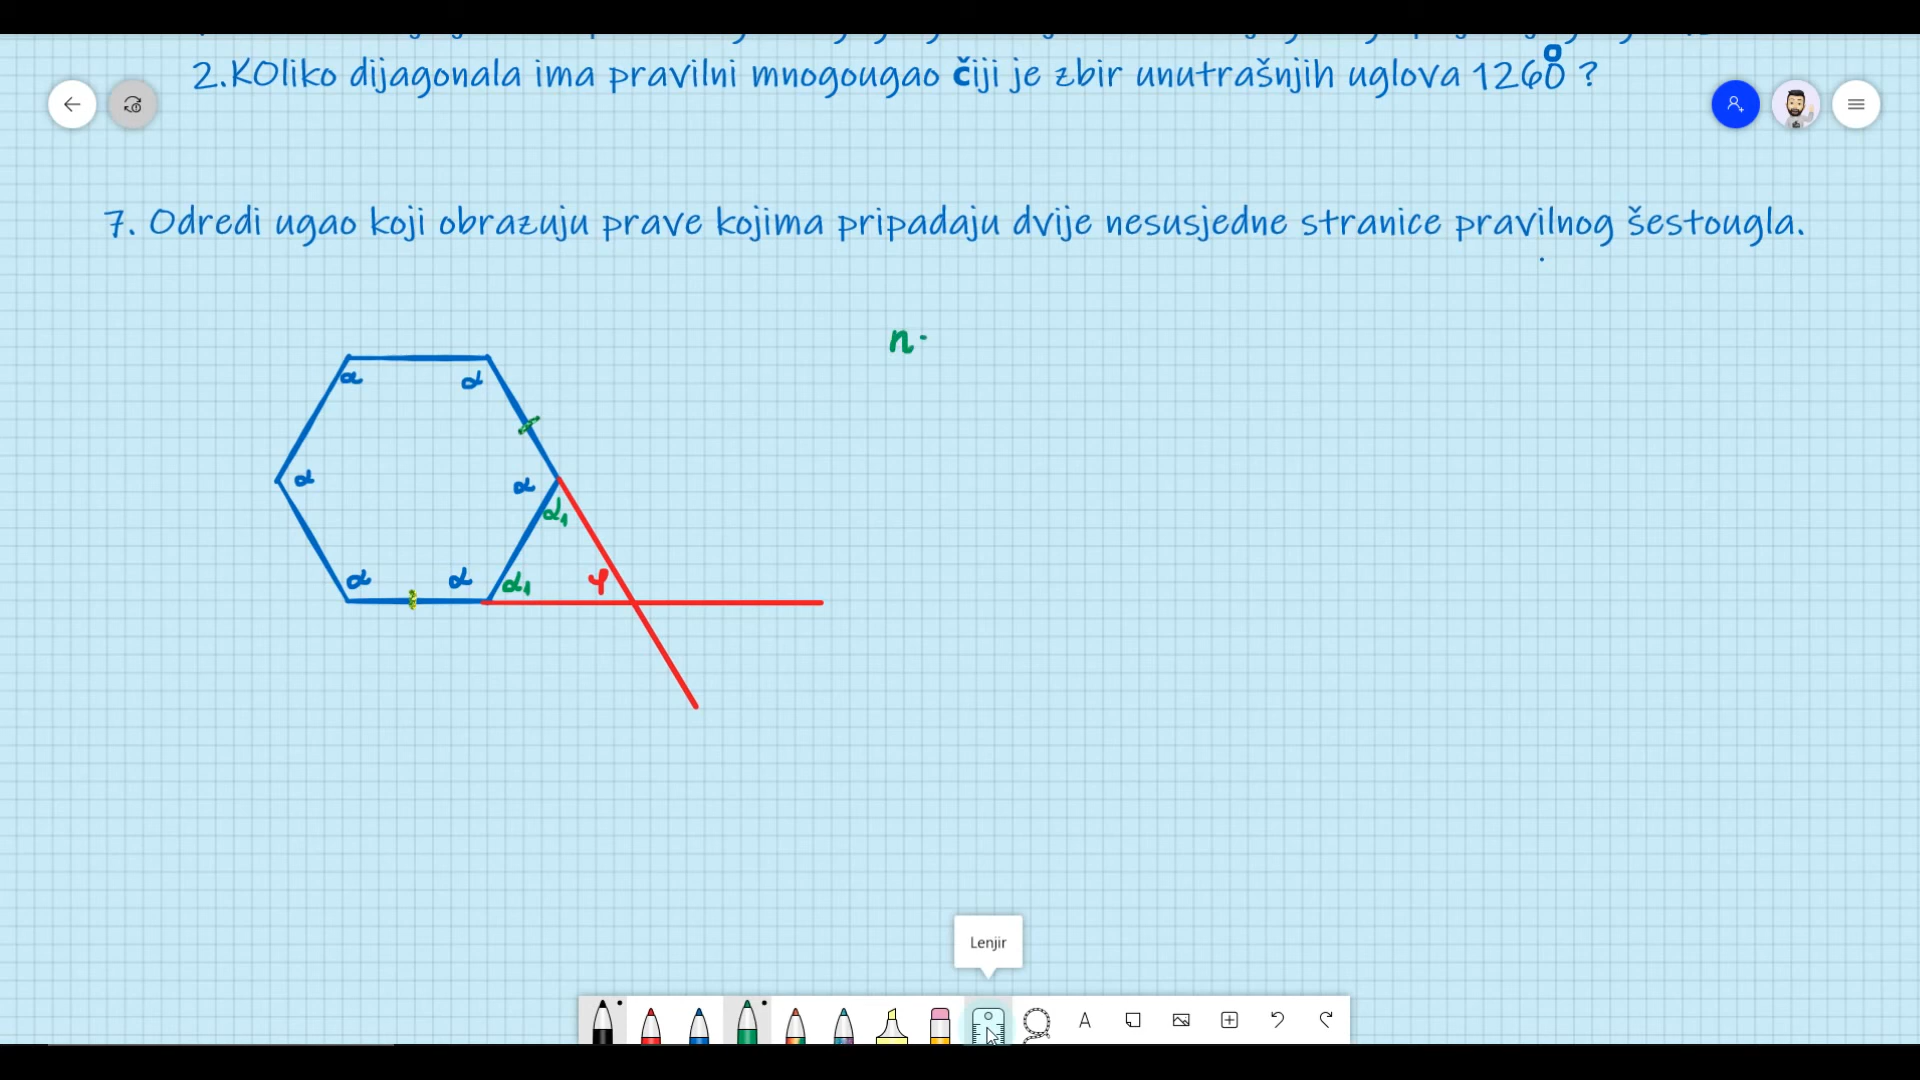 2.KOliko dijagonala ima pravilni mnogougao čiji je zbir unutrašnjih uglova 1260° ?
7. Odredi ugao koji obrazuju prave kojima pripadaju dvije nesusjedne stranice pravilnog šestougla.
n
α α
α α
α₁
α α α₁ φ
Lenjir
A